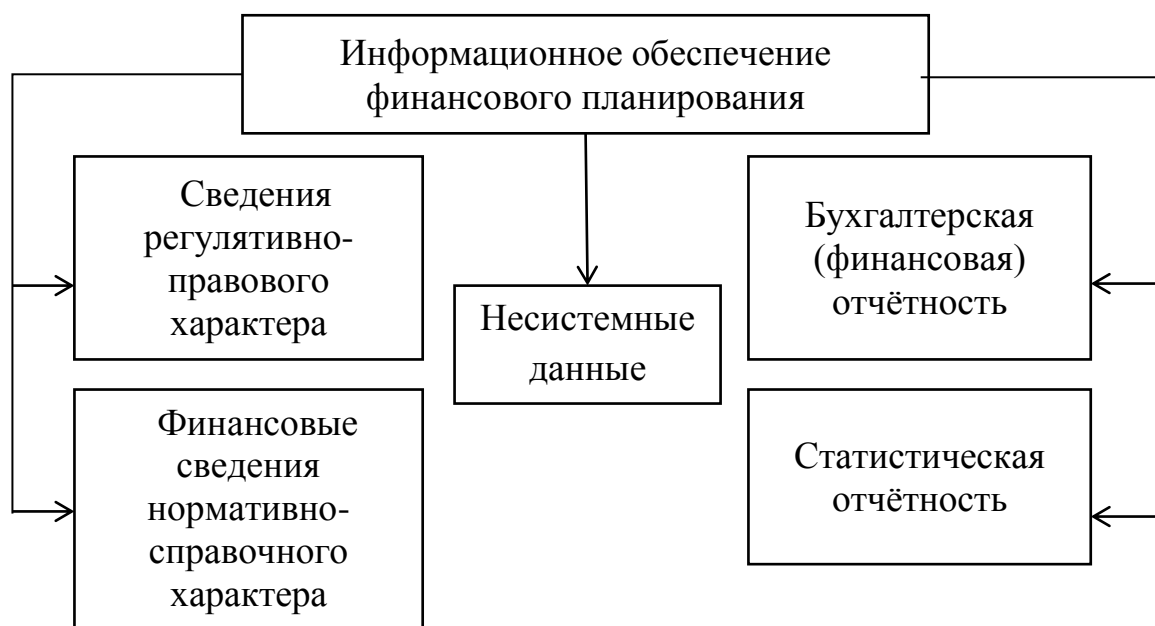 Информационное обеспечение
финансового планирования
Сведения
регулятивно-
правового
характера
Финансовые
сведения
нормативно-
справочного
характера
Несистемные
данные
Бухгалтерская
(финансовая)
отчётность
Статистическая
отчётность